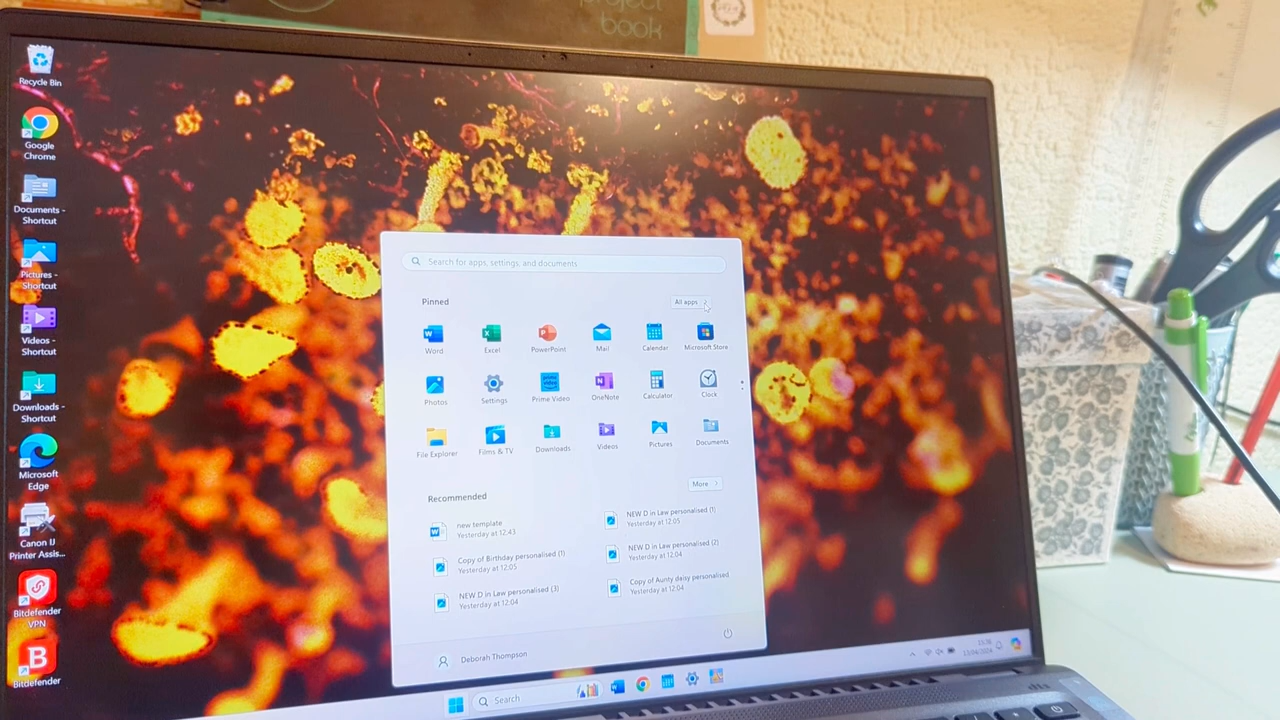 project
book
Recycle Bin
Google
Chrome
Documents -
Shortcut
Pictures -
Shortcut
Videos -
Shortcut
Downloads -
Shortcut
Microsoft
Edge
Canon IJ
Printer Assis...
Bitdefender
VPN
Bitdefender
Search for apps, settings, and documents
Pinned
All apps
Word
Excel
PowerPoint
Mail
Calendar
Microsoft Store
Photos
Settings
Prime Video
OneNote
Calculator
Clock
File Explorer
Films & TV
Downloads
Videos
Pictures
Documents
Recommended
More
new template
Yesterday at 12:43
NEW D in Law personalised (1)
Yesterday at 12:05
Copy of Birthday personalised (1)
Yesterday at 12:05
NEW D in Law personalised (2)
Yesterday at 12:04
NEW D in Law personalised (3)
Yesterday at 12:04
Copy of Aunty daisy personalised
Yesterday at 12:04
Deborah Thompson
Search